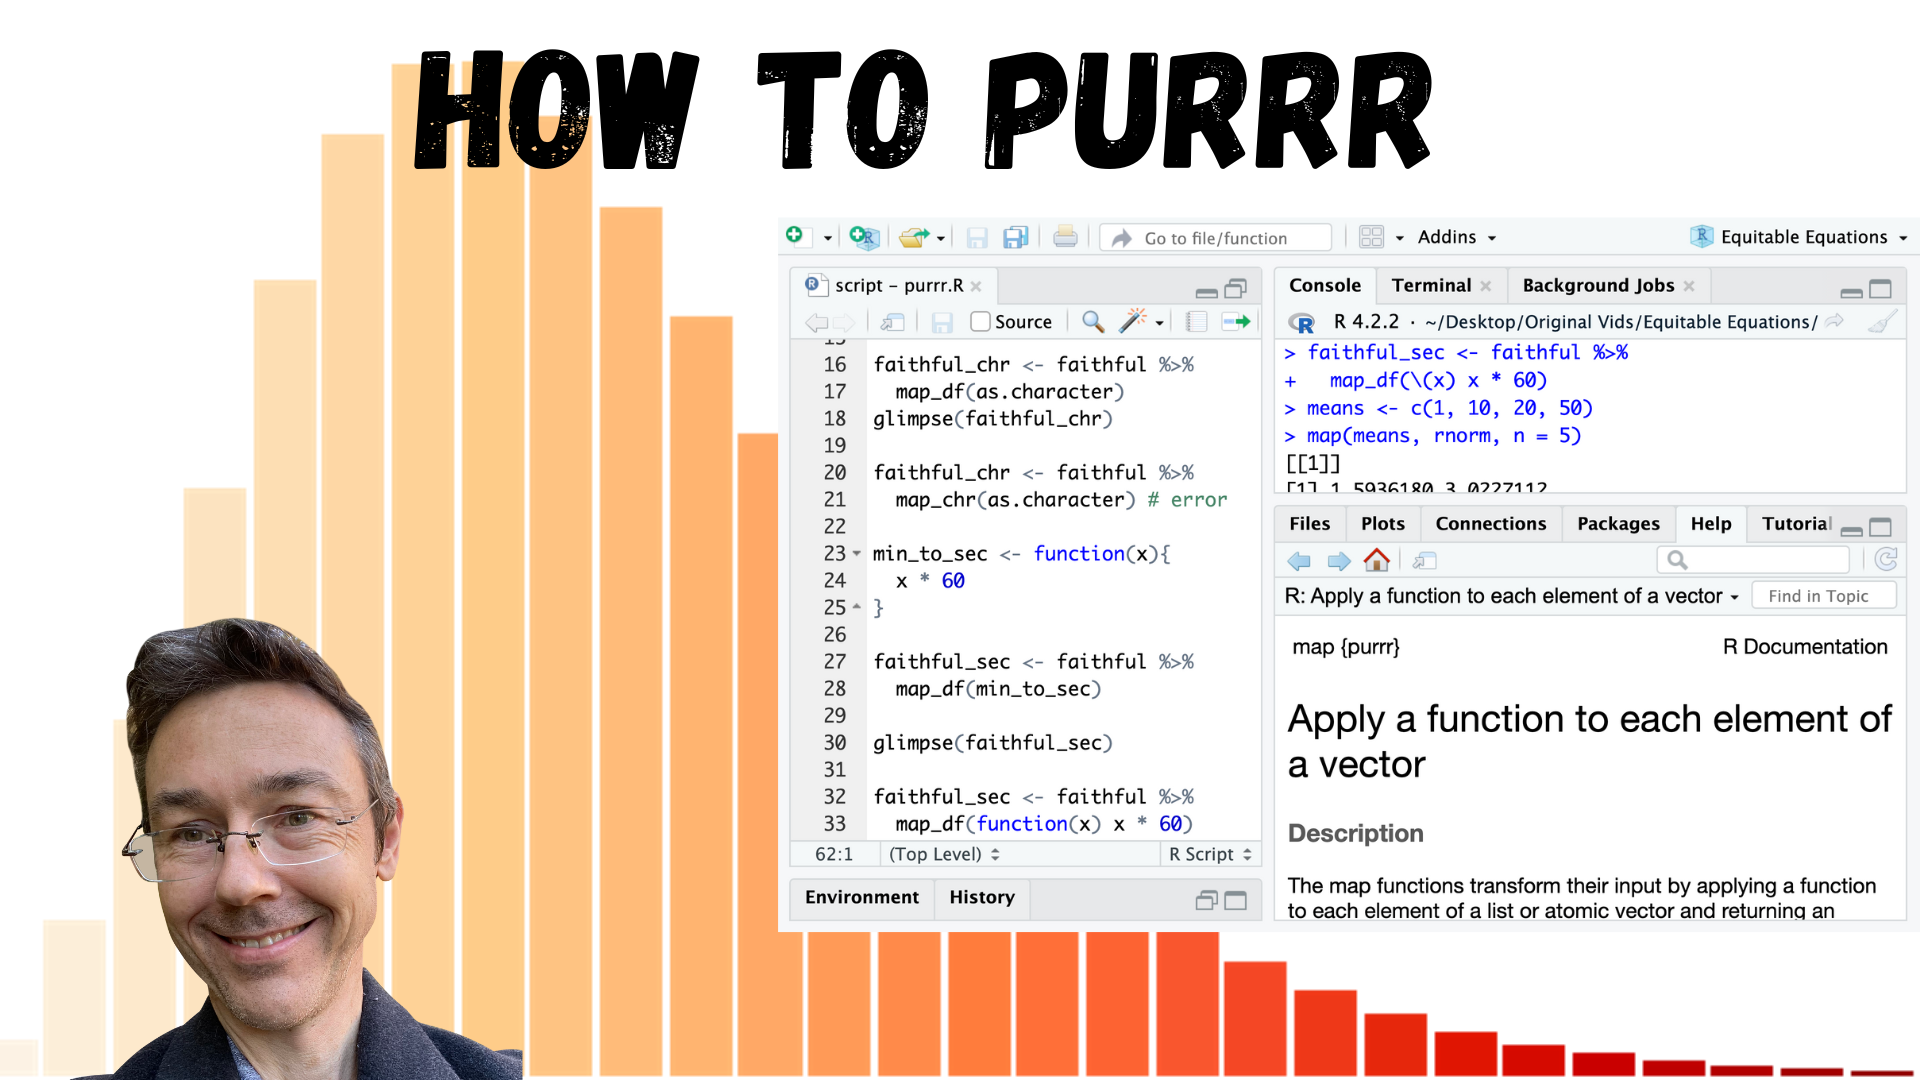 HOW TO PURRR
Go to file/function
Addins
Equitable Equations
script - purrr.R
Source
15
16 faithful_chr <- faithful %>%
17 map_df(as.character)
18 glimpse(faithful_chr)
19
20 faithful_chr <- faithful %>%
21 map_chr(as.character) # error
22
23 min_to_sec <- function(x){
24 x * 60
25 }
26
27 faithful_sec <- faithful %>%
28 map_df(min_to_sec)
29
30 glimpse(faithful_sec)
31
32 faithful_sec <- faithful %>%
33 map_df(function(x) x * 60)
62:1 (Top Level) R Script
Environment History
Console Terminal Background Jobs
R 4.2.2 · ~/Desktop/Original Vids/Equitable Equations/
> faithful_sec <- faithful %>%
+ map_df(\(x) x * 60)
> means <- c(1, 10, 20, 50)
> map(means, rnorm, n = 5)
[[1]]
[1] 1.5936180 3.0227112
Files Plots Connections Packages Help Tutorial
R: Apply a function to each element of a vector
Find in Topic
map {purrr} R Documentation
Apply a function to each element of
a vector
Description
The map functions transform their input by applying a function
to each element of a list or atomic vector and returning an